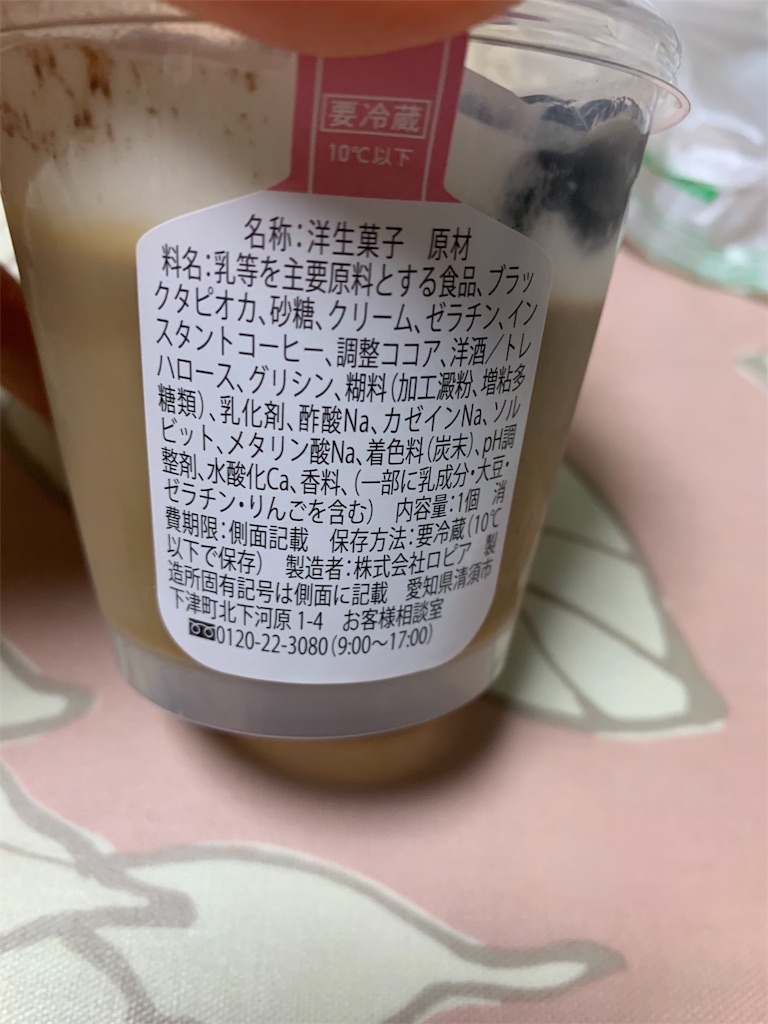 要冷蔵
10℃以下
名称:洋生菓子 原材
料名:乳等を主要原料とする食品、ブラッ
クタピオカ、砂糖、クリーム、ゼラチン、イン
スタントコーヒー、調整ココア、洋酒／トレ
ハロース、グリシン、糊料(加工澱粉、増粘多
糖類)、乳化剤、酢酸Na、カゼインNa、ソル
ビット、メタリン酸Na、着色料(炭末)、pH調
整剤、水酸化Ca、香料、(一部に乳成分・大豆・
ゼラチン・りんごを含む) 内容量:1個 消
費期限:側面記載 保存方法:要冷蔵(10℃
以下で保存) 製造者:株式会社ロピア 製
造所固有記号は側面に記載 愛知県清須市
下津町北下河原1-4 お客様相談室
0120-22-3080(9:00～17:00)